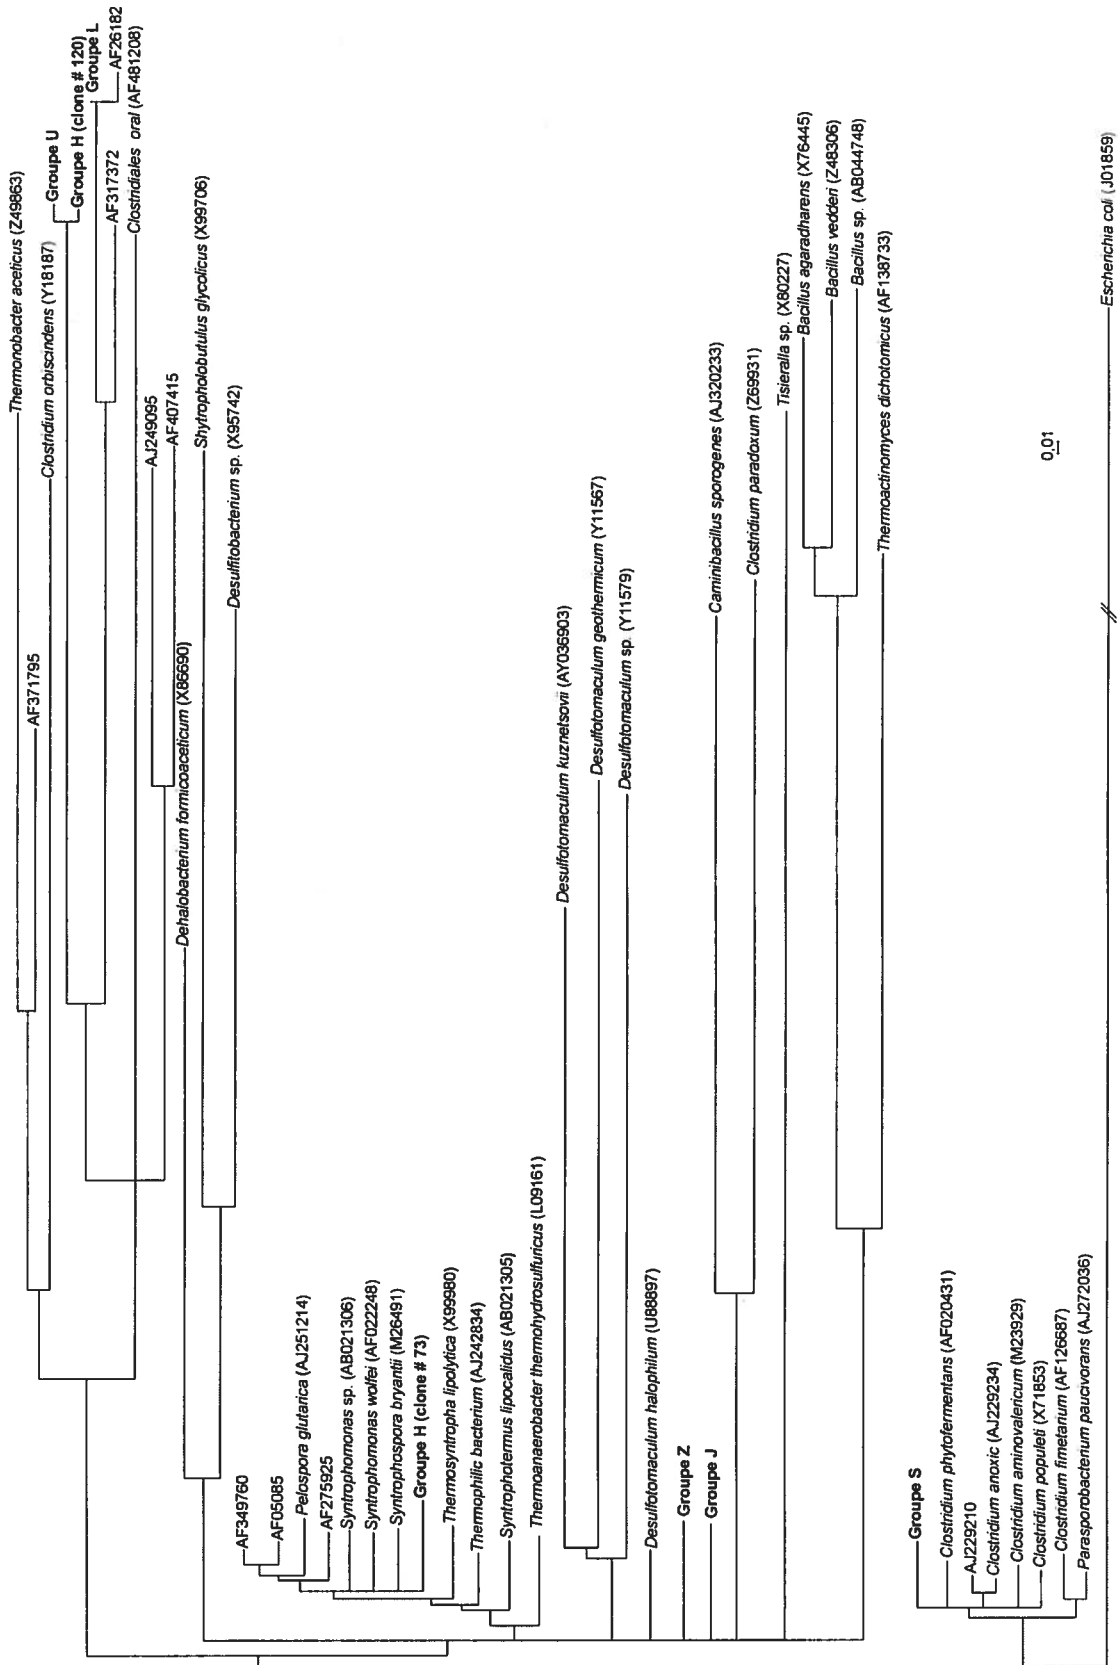 Thermonobacter aceticus (Z49863)
AF371795
Clostridium orbiscindens (Y18187)
Groupe U
Groupe H (clone # 120)
Groupe L
AF26182
AF317372
Clostridiales oral (AF481208)
AJ249095
AF407415
Dehalobacterium formicoaceticum (X86690)
Shytropholobutulus glycolicus (X99706)
Desulfitobacterium sp. (X95742)
AF349760
AF05085
Pelospora glutarica (AJ251214)
AF275925
Syntrophomonas sp. (AB021306)
Syntrophomonas wolfei (AF022248)
Syntrophospora bryantii (M26491)
Groupe H (clone # 73)
Thermosyntropha lipolytica (X99980)
Thermophilic bacterium (AJ242834)
Syntrophotermus lipocalidus (AB021305)
Thermoanaerobacter thermohydrosulfuricus (L09161)
Desulfotomaculum kuznetsovii (AY036903)
Desulfotomaculum geothermicum (Y11567)
Desulfotomaculum sp. (Y11579)
Desulfotomaculum halophilum (U88897)
Groupe Z
Groupe J
Caminibacillus sporogenes (AJ320233)
Clostridium paradoxum (Z69931)
Tisieralla sp. (X80227)
Bacillus agaradharens (X76445)
Bacillus vedderi (Z48306)
Bacillus sp. (AB044748)
Thermoactinomyces dichotomicus (AF138733)
Groupe S
Clostridium phytofermentans (AF020431)
AJ229210
Clostridium anoxic (AJ229234)
Clostridium aminovalericum (M23929)
Clostridium populeti (X71853)
Clostridium fimetarium (AF126687)
Parasporobacterium paucivorans (AJ272036)
0.01
Escherichia coli (J01859)